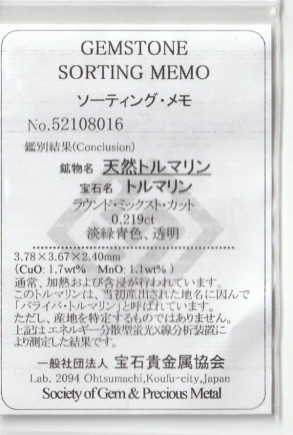 GEMSTONE
SORTING MEMO
ソーティング・メモ
No.52108016
鑑別結果(Conclusion)
鉱物名 天然トルマリン
宝石名 トルマリン
ラウンド・ミックスト・カット
0.219ct
淡緑青色、透明
3.78×3.67×2.40mm
(CuO: 1.7wt% MnO: 1.1wt% )
通常、加熱および含浸が行われています。
このトルマリンは、当初産出された地名に因んで
「パライバ・トルマリン」と呼ばれています。
ただし、産地を特定するものではありません。
上記はエネルギー分散型蛍光X線分析装置に
より測定した結果です。
一般社団法人 宝石貴金属協会
Lab. 2094 Ohtsumachi,Koufu-city,Japan
Society of Gem & Precious Metal